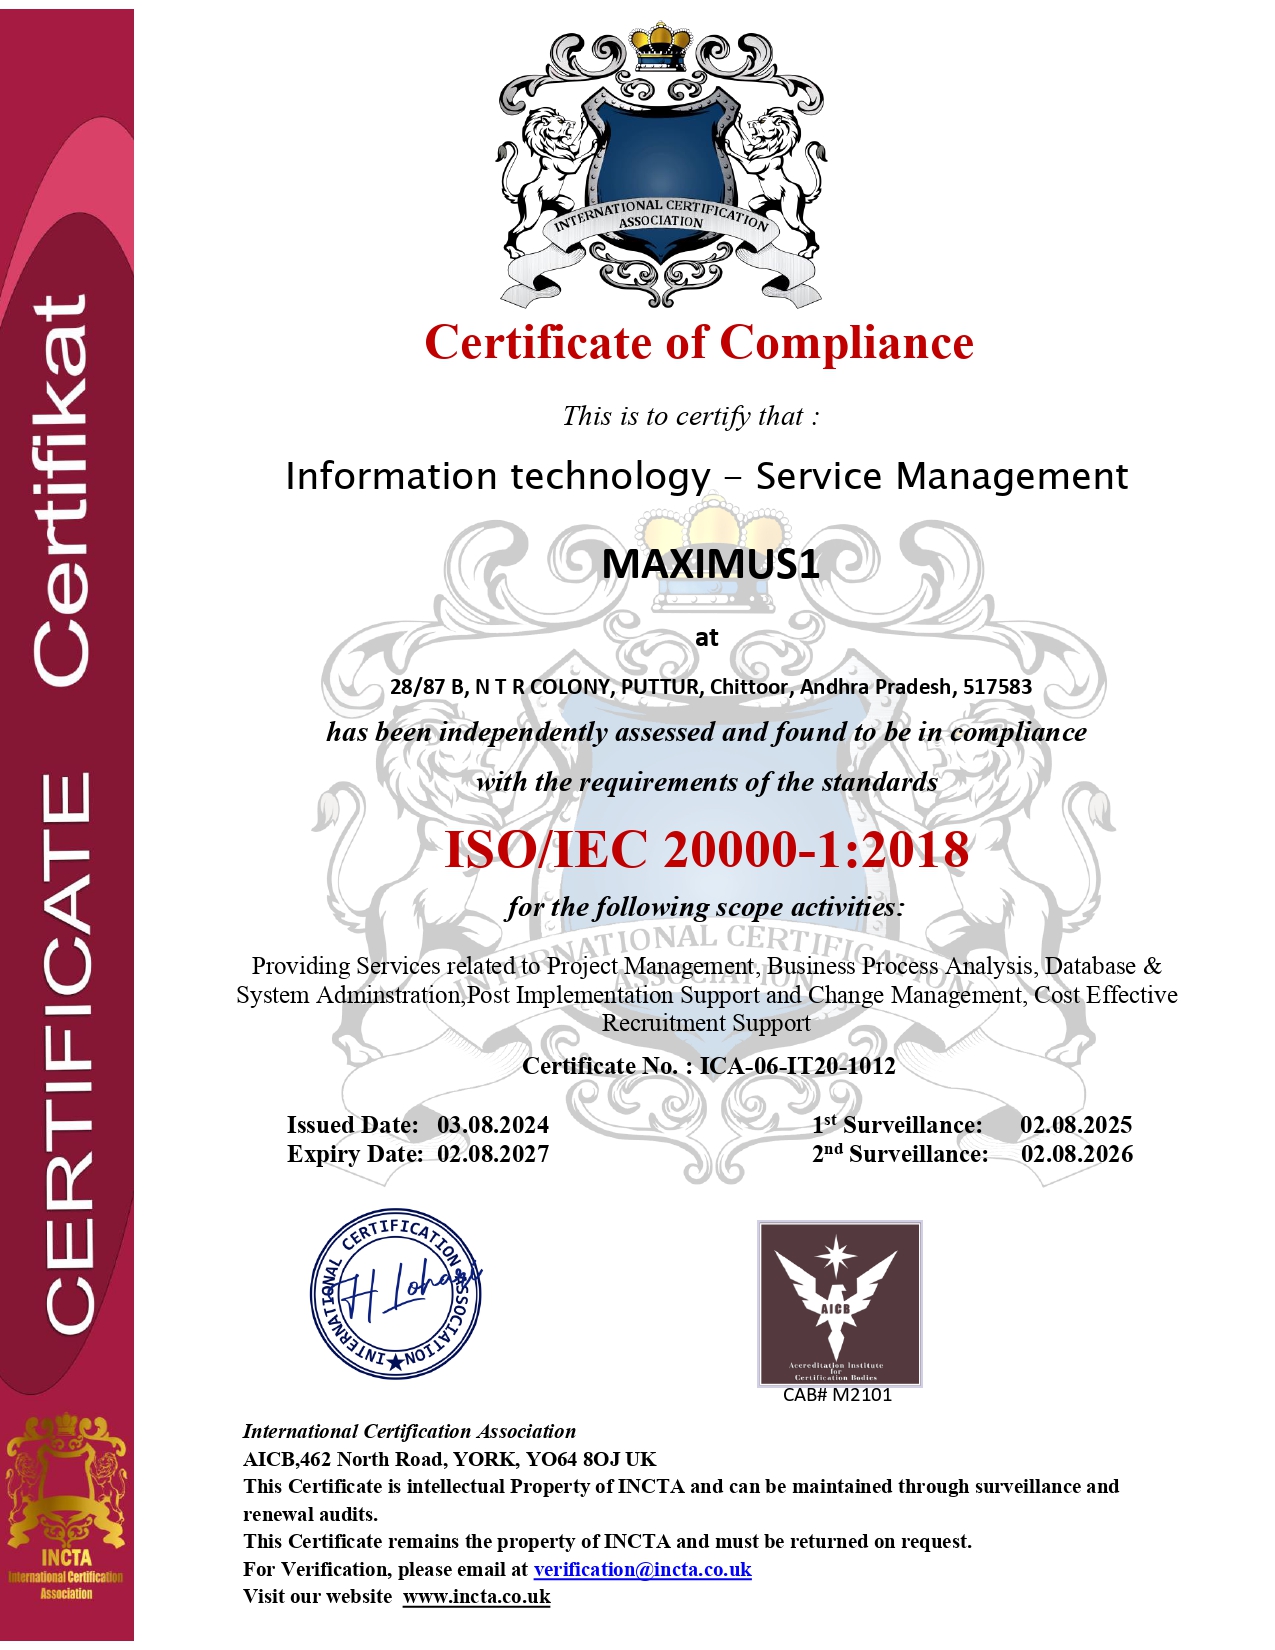 INTERNATIONAL CERTIFICATION
ASSOCIATION
Certificate of Compliance
This is to certify that :
Information technology – Service Management
MAXIMUS1
at
28/87 B, N T R COLONY, PUTTUR, Chittoor, Andhra Pradesh, 517583
has been independently assessed and found to be in compliance
with the requirements of the standards
ISO/IEC 20000-1:2018
for the following scope activities:
INTERNATIONAL CERTIFICATION
ASSOCIATION
Providing Services related to Project Management, Business Process Analysis, Database &
System Adminstration,Post Implementation Support and Change Management, Cost Effective
Recruitment Support
Certificate No. : ICA-06-IT20-1012
Issued Date: 03.08.2024
Expiry Date: 02.08.2027
1st Surveillance: 02.08.2025
2nd Surveillance: 02.08.2026
INTERNATIONAL CERTIFICATION ASSOCIATION
AICB
Accreditation Institute
for
Certification Bodies
CAB# M2101
International Certification Association
AICB,462 North Road, YORK, YO64 8OJ UK
This Certificate is intellectual Property of INCTA and can be maintained through surveillance and
renewal audits.
This Certificate remains the property of INCTA and must be returned on request.
For Verification, please email at verification@incta.co.uk
Visit our website www.incta.co.uk
CERTIFICATE Certifikat
INCTA
International Certification
Association